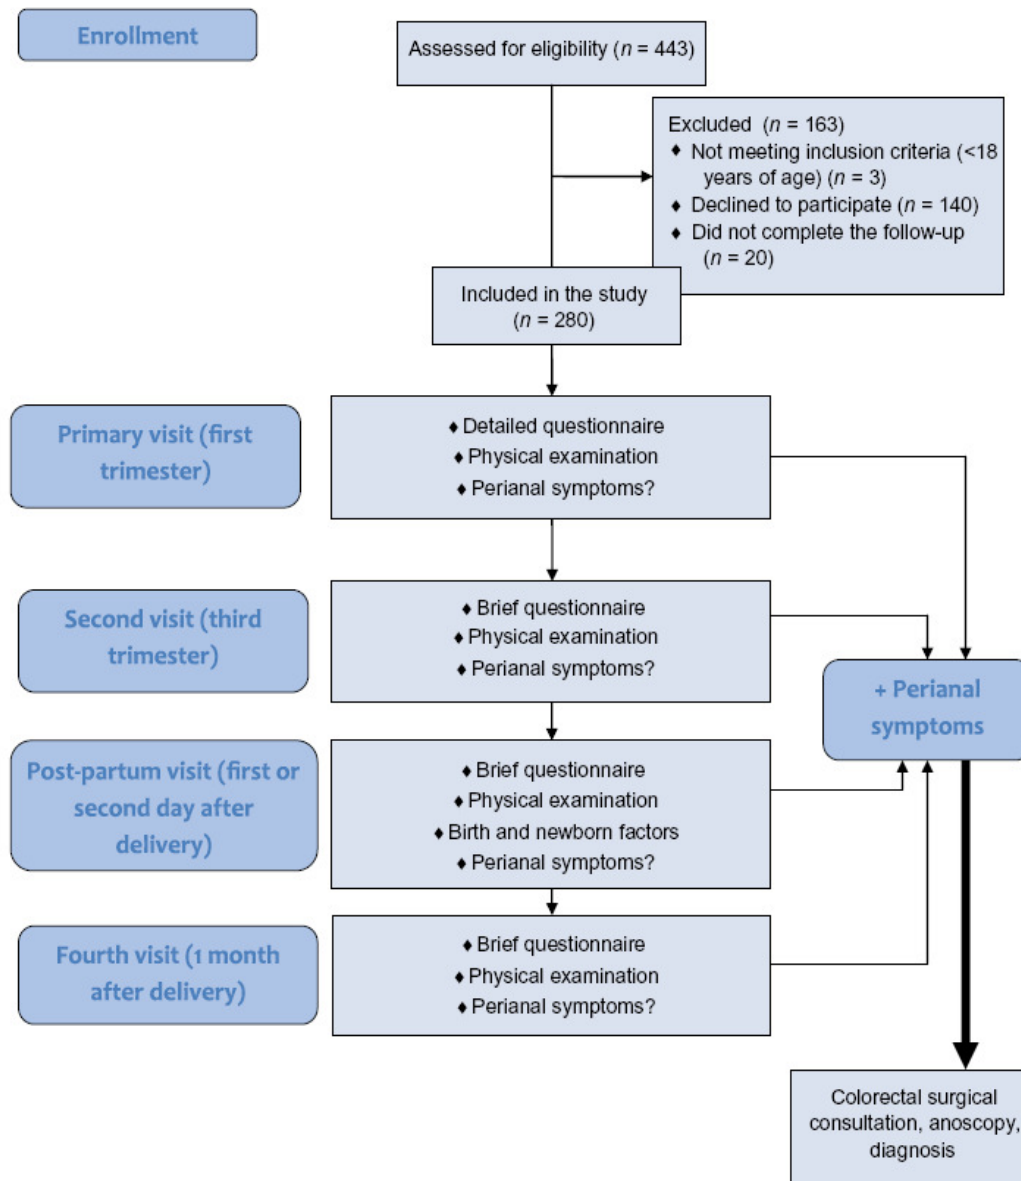 Enrollment
Assessed for eligibility (n = 443)
Excluded (n = 163)
♦ Not meeting inclusion criteria (<18
years of age) (n = 3)
♦ Declined to participate (n = 140)
♦ Did not complete the follow-up
(n = 20)
Included in the study
(n = 280)
Primary visit (first
trimester)
♦ Detailed questionnaire
♦ Physical examination
♦ Perianal symptoms?
Second visit (third
trimester)
♦ Brief questionnaire
♦ Physical examination
♦ Perianal symptoms?
+ Perianal
symptoms
Post-partum visit (first or
second day after
delivery)
♦ Brief questionnaire
♦ Physical examination
♦ Birth and newborn factors
♦ Perianal symptoms?
Fourth visit (1 month
after delivery)
♦ Brief questionnaire
♦ Physical examination
♦ Perianal symptoms?
Colorectal surgical
consultation, anoscopy,
diagnosis